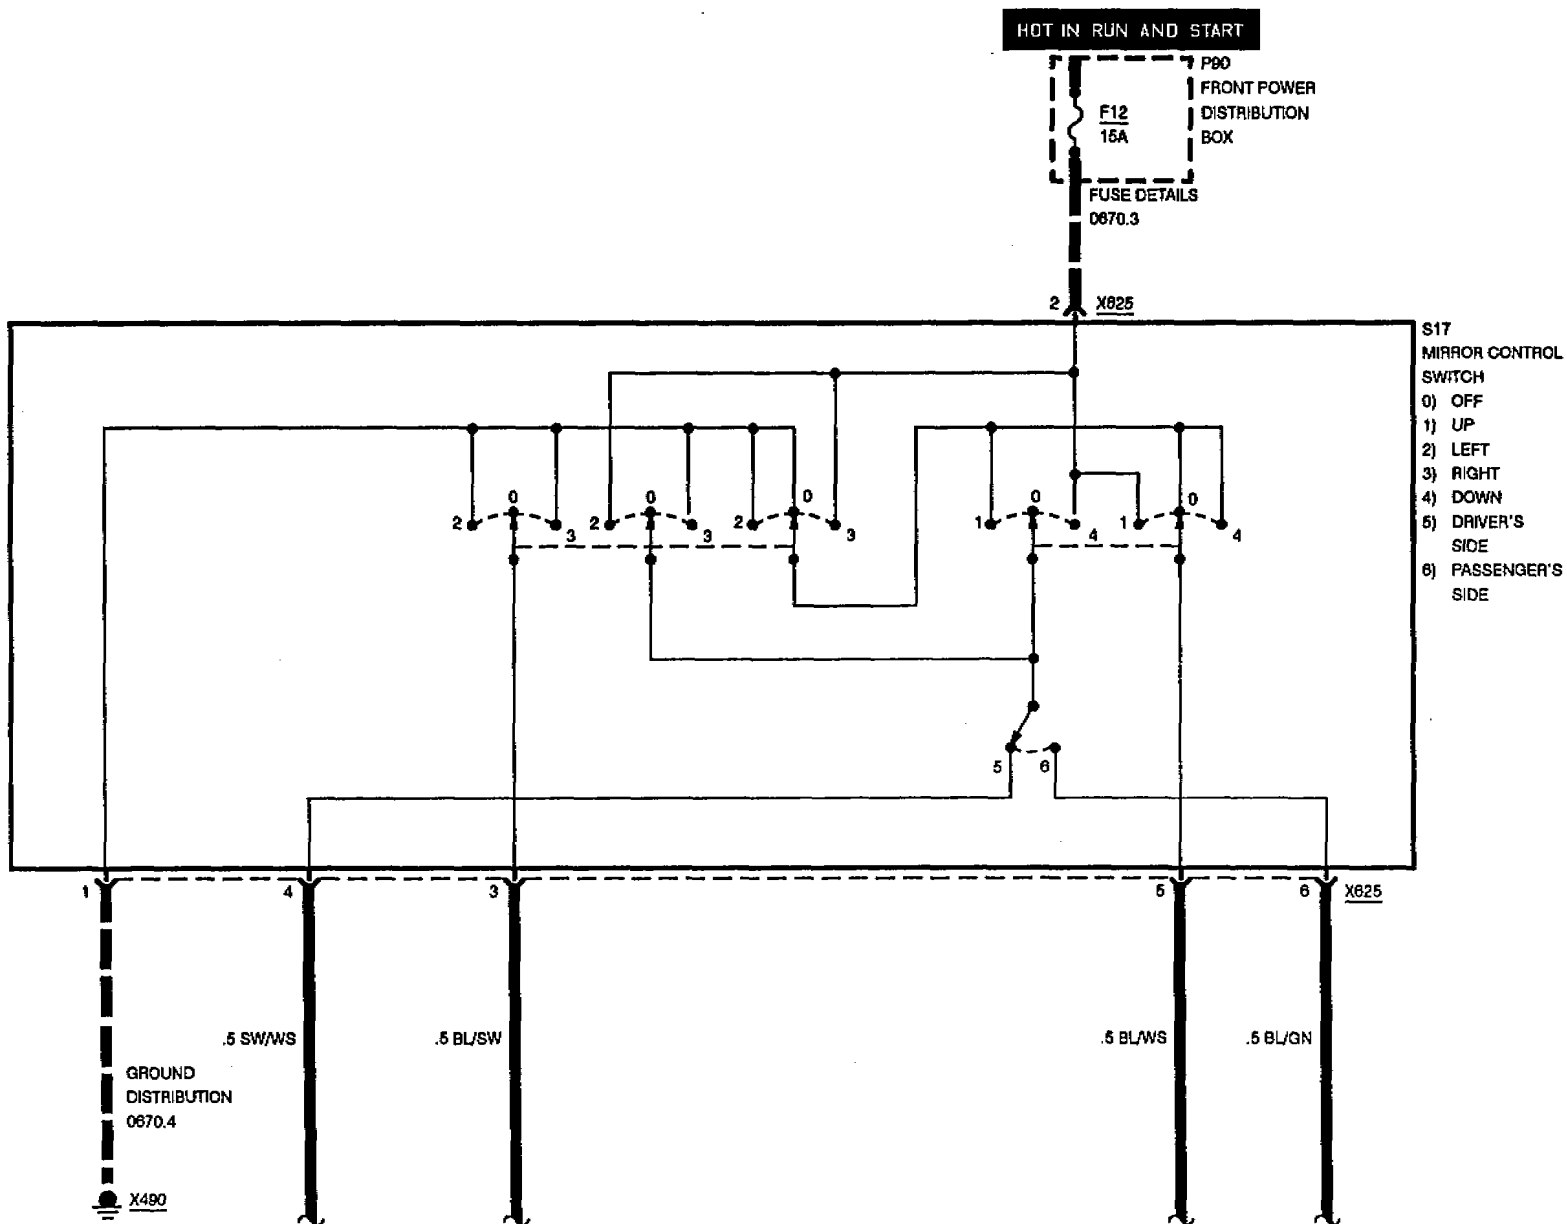 HOT IN RUN AND START
P90
FRONT POWER
DISTRIBUTION
BOX
F12
15A
FUSE DETAILS
0670.3
2 X625
S17
MIRROR CONTROL
SWITCH
0) OFF
1) UP
2) LEFT
3) RIGHT
4) DOWN
5) DRIVER'S
SIDE
6) PASSENGER'S
SIDE
0 0 0 0 0
2 3 2 3 2 3 1 4 1 4
5 6
1 4 3 5 6 X625
.5 SW/WS .5 BL/SW .5 BL/WS .5 BL/GN
GROUND
DISTRIBUTION
0670.4
X490